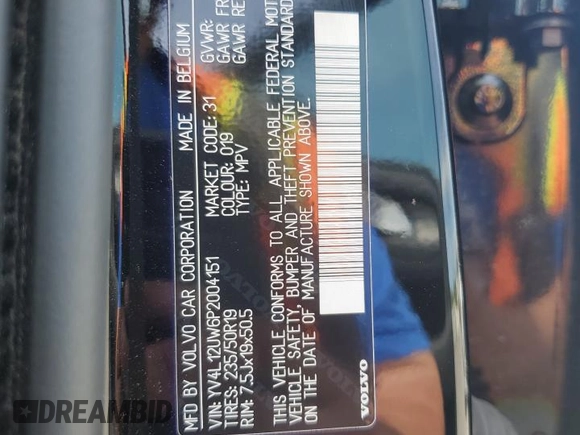 MFD BY VOLVO CAR CORPORATION MADE IN BELGIUM
VIN: YV4L12UW6P2004151 MARKET CODE: 31 GVWR:
TIRES: 235/50R19 COLOUR: 019 GAWR FR
RIM: 7.5Jx19x50.5 TYPE: MPV GAWR RE
THIS VEHICLE CONFORMS TO ALL APPLICABLE FEDERAL MOT
VEHICLE SAFETY, BUMPER AND THEFT PREVENTION STANDARD
ON THE DATE OF MANUFACTURE SHOWN ABOVE.
VOLVO
DREAMBID